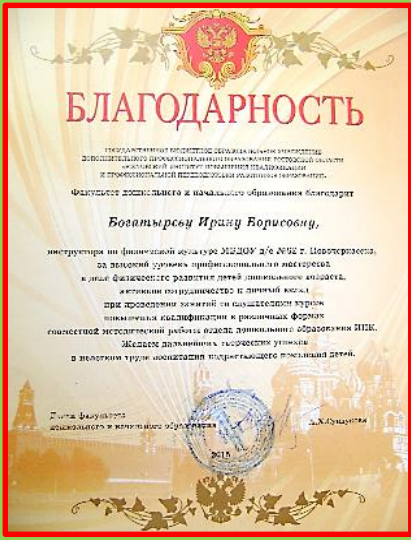 БЛАГОДАРНОСТЬ
ГОСУДАРСТВЕННОЕ БЮДЖЕТНОЕ ОБРАЗОВАТЕЛЬНОЕ УЧРЕЖДЕНИЕ
ДОПОЛНИТЕЛЬНОГО ПРОФЕССИОНАЛЬНОГО ОБРАЗОВАНИЯ РОСТОВСКОЙ ОБЛАСТИ
«РОСТОВСКИЙ ИНСТИТУТ ПОВЫШЕНИЯ КВАЛИФИКАЦИИ
И ПРОФЕССИОНАЛЬНОЙ ПЕРЕПОДГОТОВКИ РАБОТНИКОВ ОБРАЗОВАНИЯ»
Факультет дошкольного и начального образования благодарит
Богатыреву Ирину Борисовну,
инструктора по физической культуре МБДОУ д/с №62 г. Новочеркасска,
за высокий уровень профессионального мастерства
в деле физического развития детей дошкольного возраста,
активное сотрудничество и личный вклад
при проведении занятий со слушателями курсов
повышения квалификации в различных формах
совместной методической работы отдела дошкольного образования ИПК.
Желаем дальнейших творческих успехов
в нелегком труде воспитания подрастающего поколения детей.
Декан факультета
дошкольного и начального образования
2015